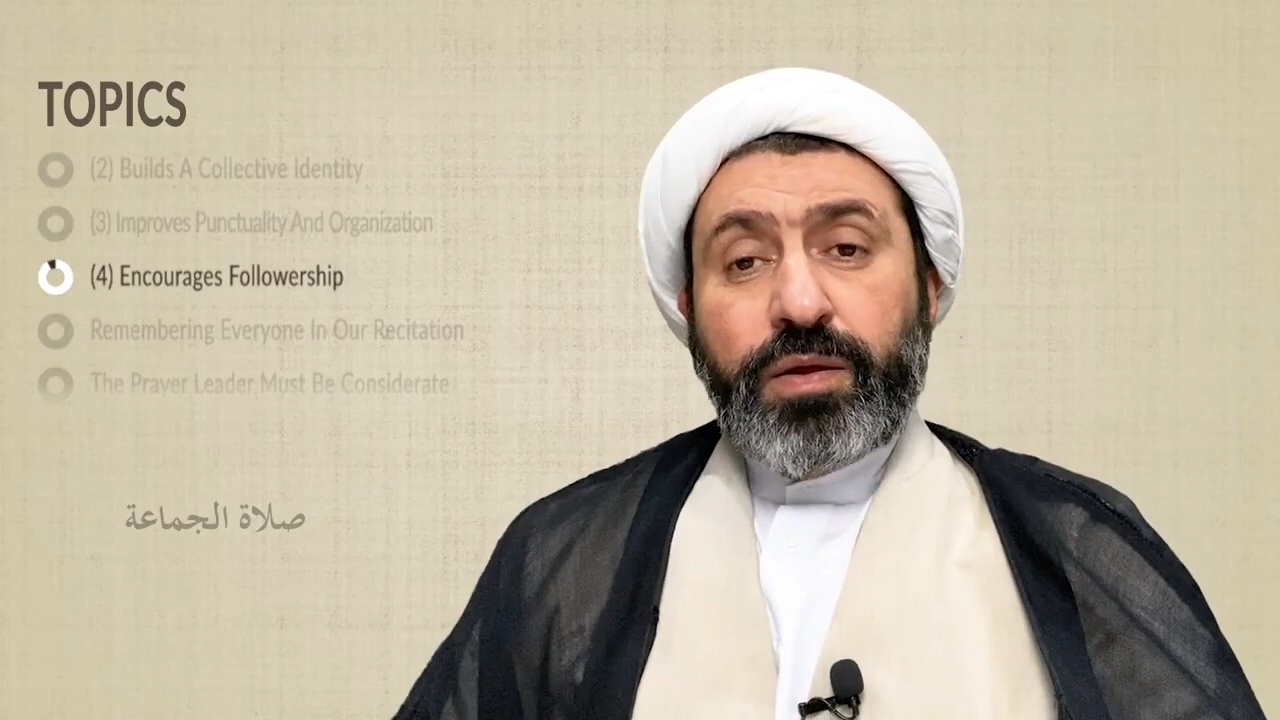 TOPICS
(2) Builds A Collective Identity
(3) Improves Punctuality And Organization
(4) Encourages Followership
Remembering Everyone In Our Recitation
The Prayer Leader Must Be Considerate
صلاة الجماعة